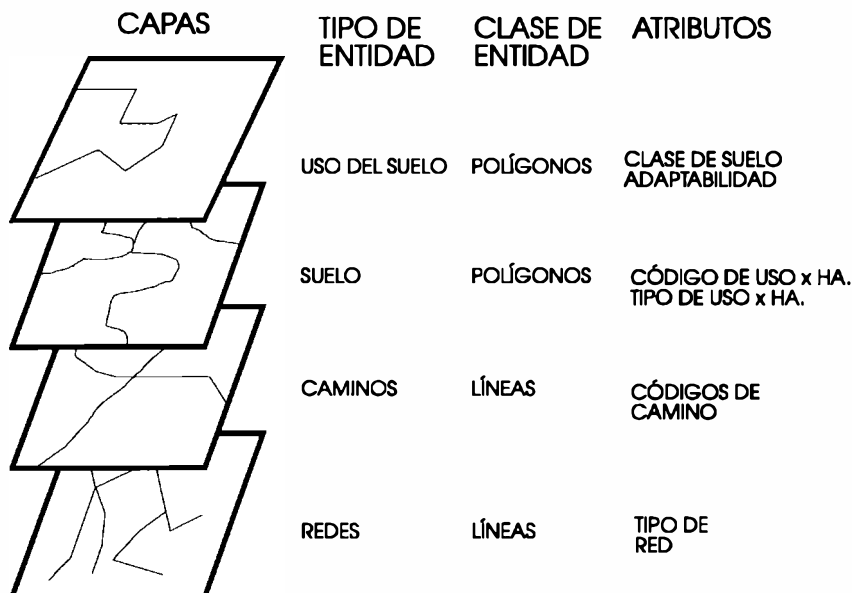 CAPAS
TIPO DE
ENTIDAD
CLASE DE
ENTIDAD
ATRIBUTOS
USO DEL SUELO
POLÍGONOS
CLASE DE SUELO
ADAPTABILIDAD
SUELO
POLÍGONOS
CÓDIGO DE USO x HA.
TIPO DE USO x HA.
CAMINOS
LÍNEAS
CÓDIGOS DE
CAMINO
REDES
LÍNEAS
TIPO DE
RED